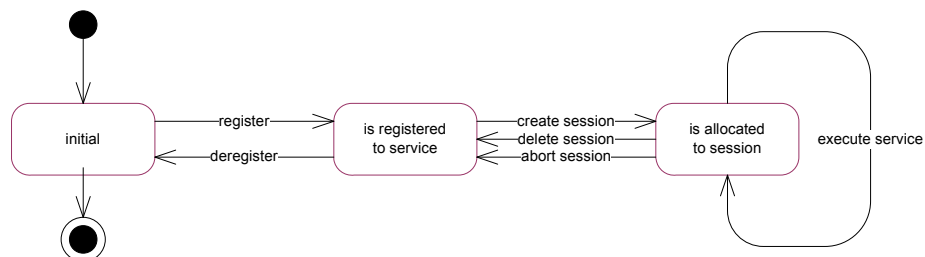 initial
register
deregister
is registered
to service
create session
delete session
abort session
is allocated
to session
execute service